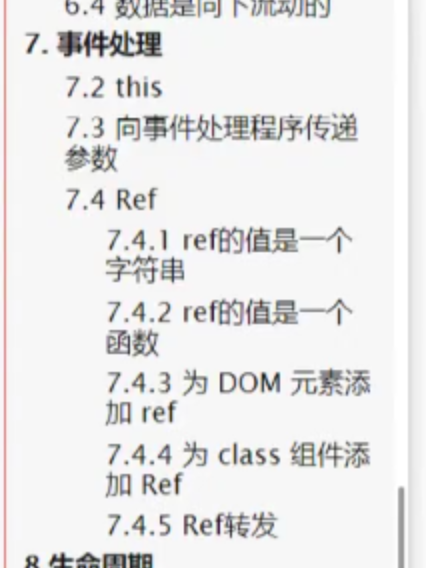 6.4 数据是向下流动的
7. 事件处理
7.2 this
7.3 向事件处理程序传递
参数
7.4 Ref
7.4.1 ref的值是一个
字符串
7.4.2 ref的值是一个
函数
7.4.3 为 DOM 元素添
加 ref
7.4.4 为 class 组件添
加 Ref
7.4.5 Ref转发
8.生命周期